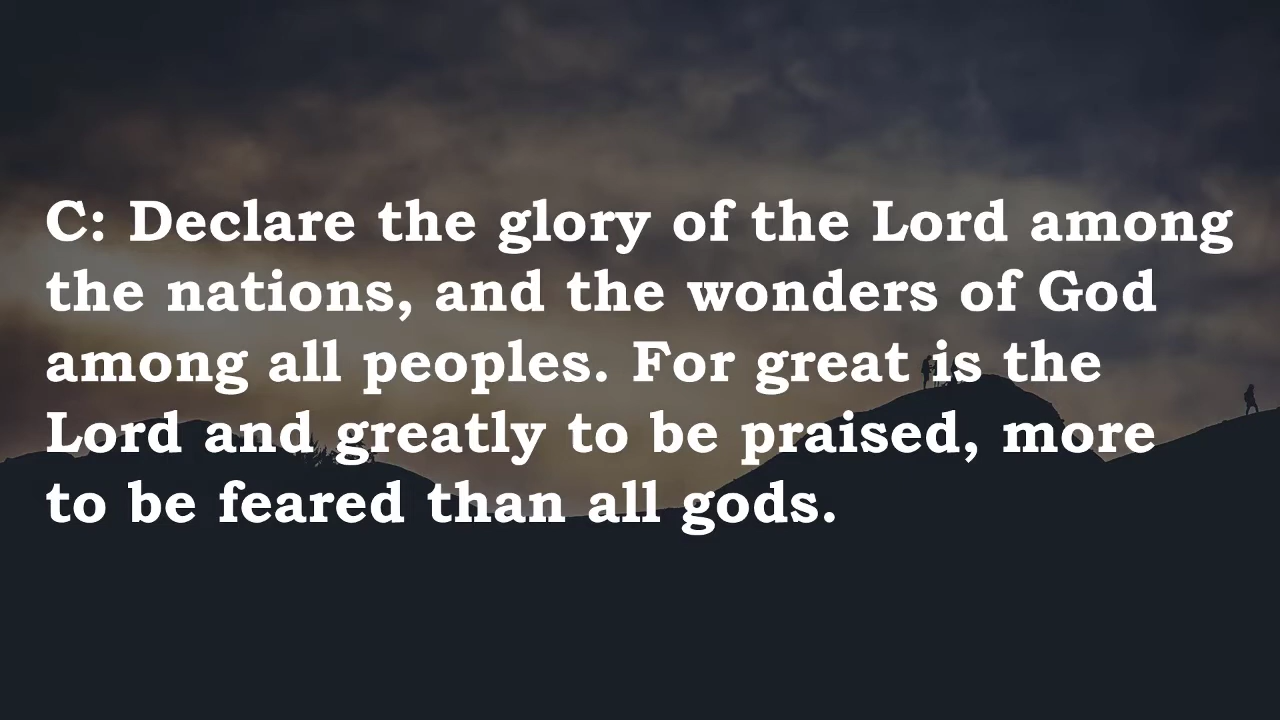 C: Declare the glory of the Lord among
the nations, and the wonders of God
among all peoples. For great is the
Lord and greatly to be praised, more
to be feared than all gods.